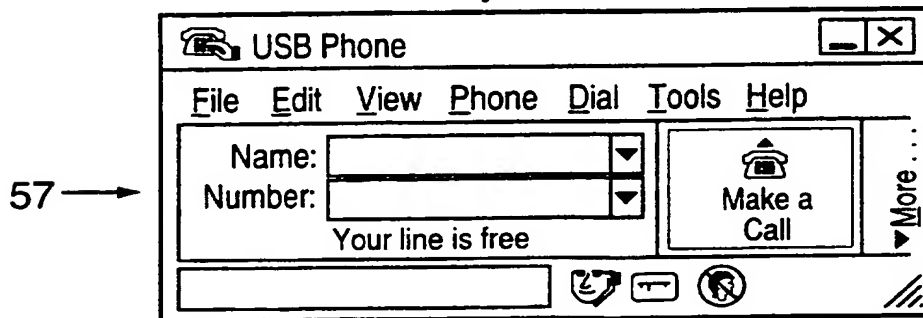 USB Phone
File Edit View Phone Dial Tools Help
Name:
Number:
Your line is free
Make a
Call
More....
57